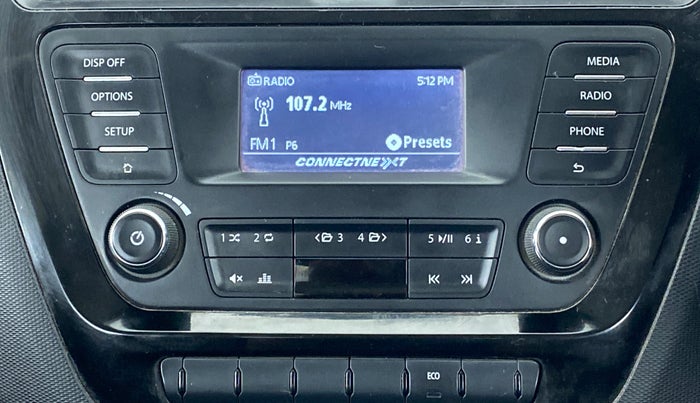 DISP OFF
OPTIONS
SETUP
RADIO 5:12 PM
107.2 MHz
FM1 P6 Presets
CONNECTNEXT
MEDIA
RADIO
PHONE
1 2 < 3 4 > 5 6 i
ECO